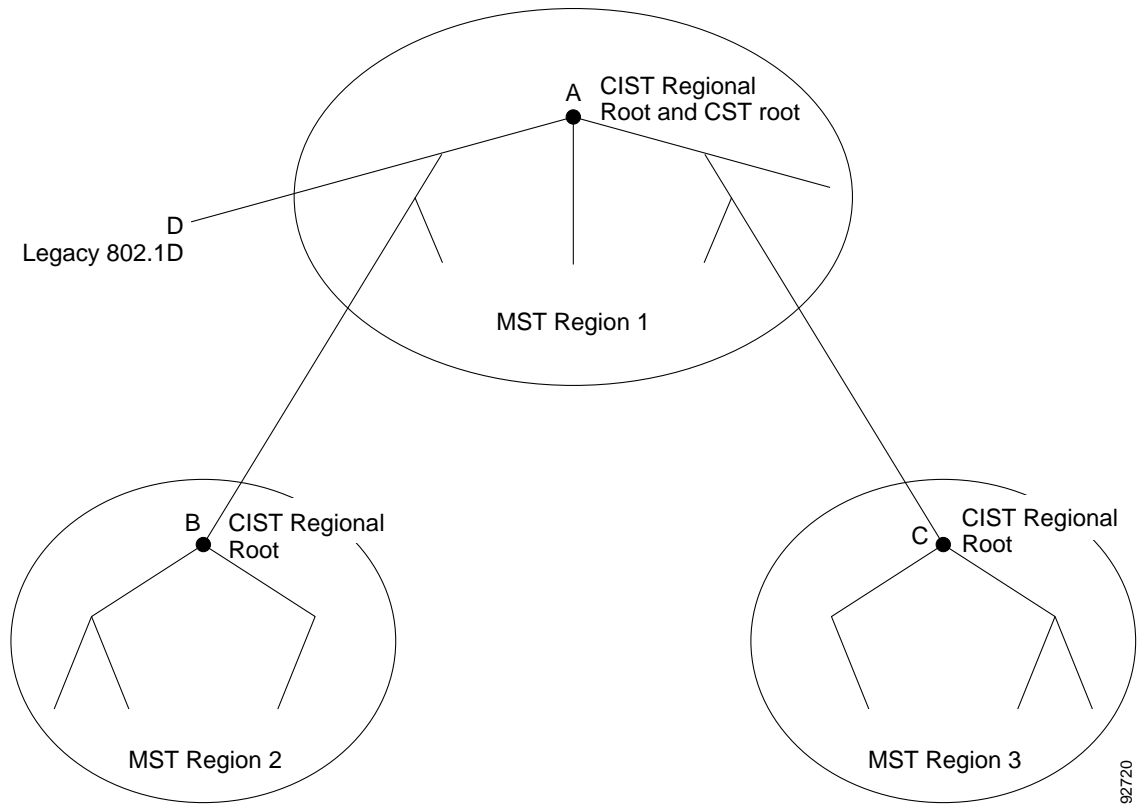 A
CIST Regional
Root and CST root
D
Legacy 802.1D
MST Region 1
B
CIST Regional
Root
C
CIST Regional
Root
MST Region 2
MST Region 3
92720